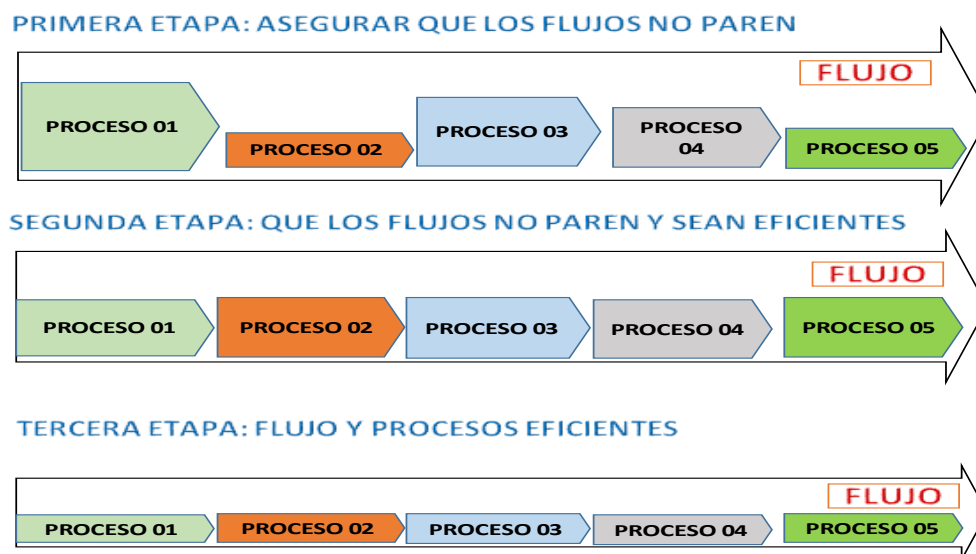 PRIMERA ETAPA: ASEGURAR QUE LOS FLUJOS NO PAREN
FLUJO
PROCESO 01
PROCESO 02
PROCESO 03
PROCESO
04
PROCESO 05
SEGUNDA ETAPA: QUE LOS FLUJOS NO PAREN Y SEAN EFICIENTES
FLUJO
PROCESO 01
PROCESO 02
PROCESO 03
PROCESO 04
PROCESO 05
TERCERA ETAPA: FLUJO Y PROCESOS EFICIENTES
FLUJO
PROCESO 01
PROCESO 02
PROCESO 03
PROCESO 04
PROCESO 05